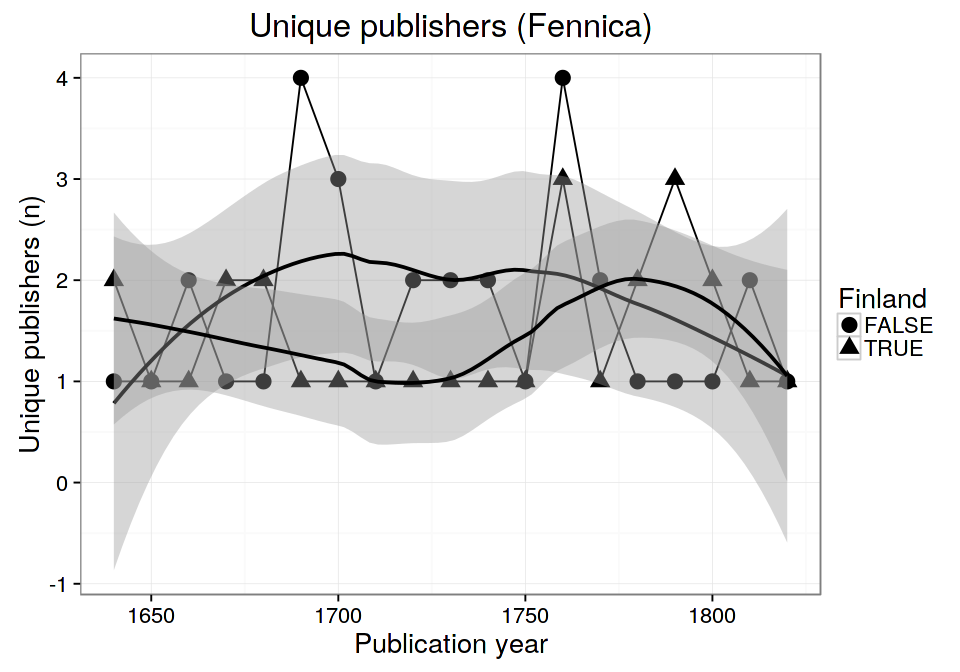 Unique publishers (Fennica)
Unique publishers (n)
4
3
2
1
0
-1
1650 1700 1750 1800
Publication year
Finland
FALSE
TRUE